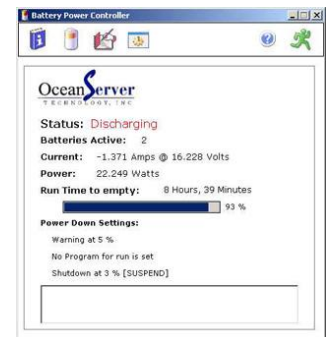 Battery Power Controller
OceanServer
TECHNOLOGY, INC
Status: Discharging
Batteries Active: 2
Current: -1.371 Amps @ 16.228 Volts
Power: 22.249 Watts
Run Time to empty: 8 Hours, 39 Minutes
93 %
Power Down Settings:
Warning at 5 %
No Program for run is set
Shutdown at 3 % [SUSPEND]